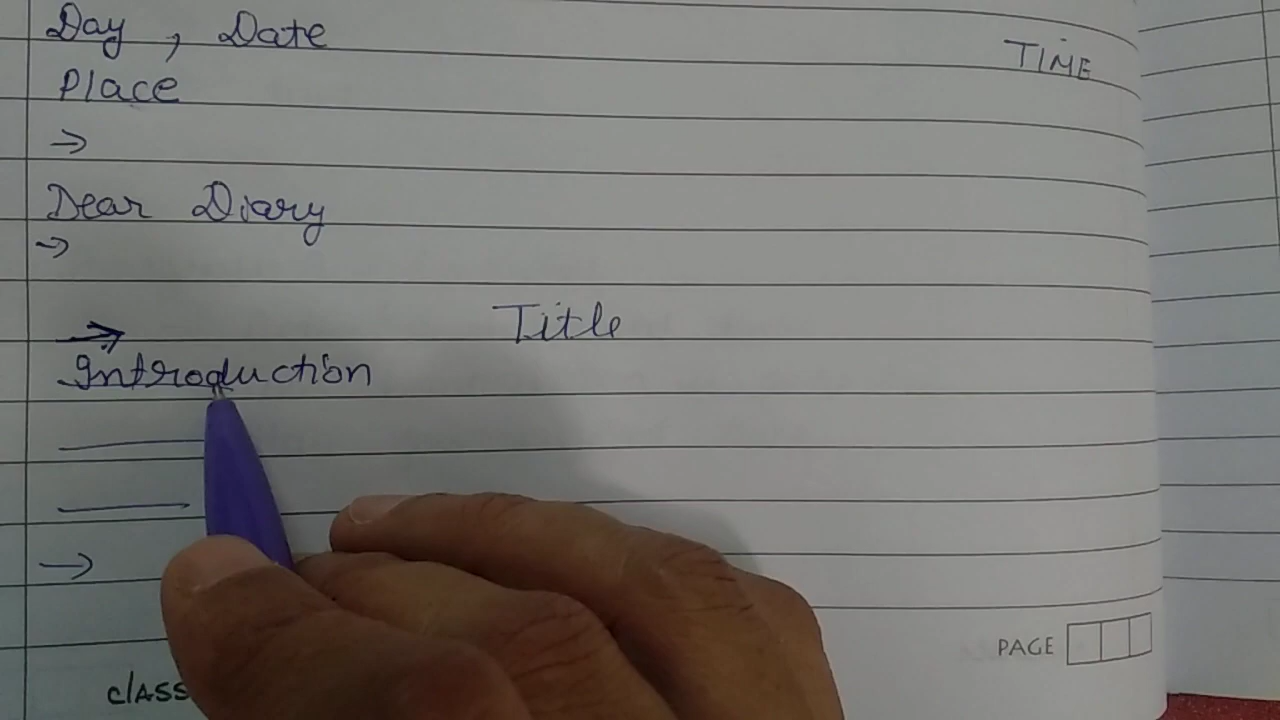 Day, Date
TIME
Place
→
Dear Diary
→
→ Title
Introduction
→
PAGE
class